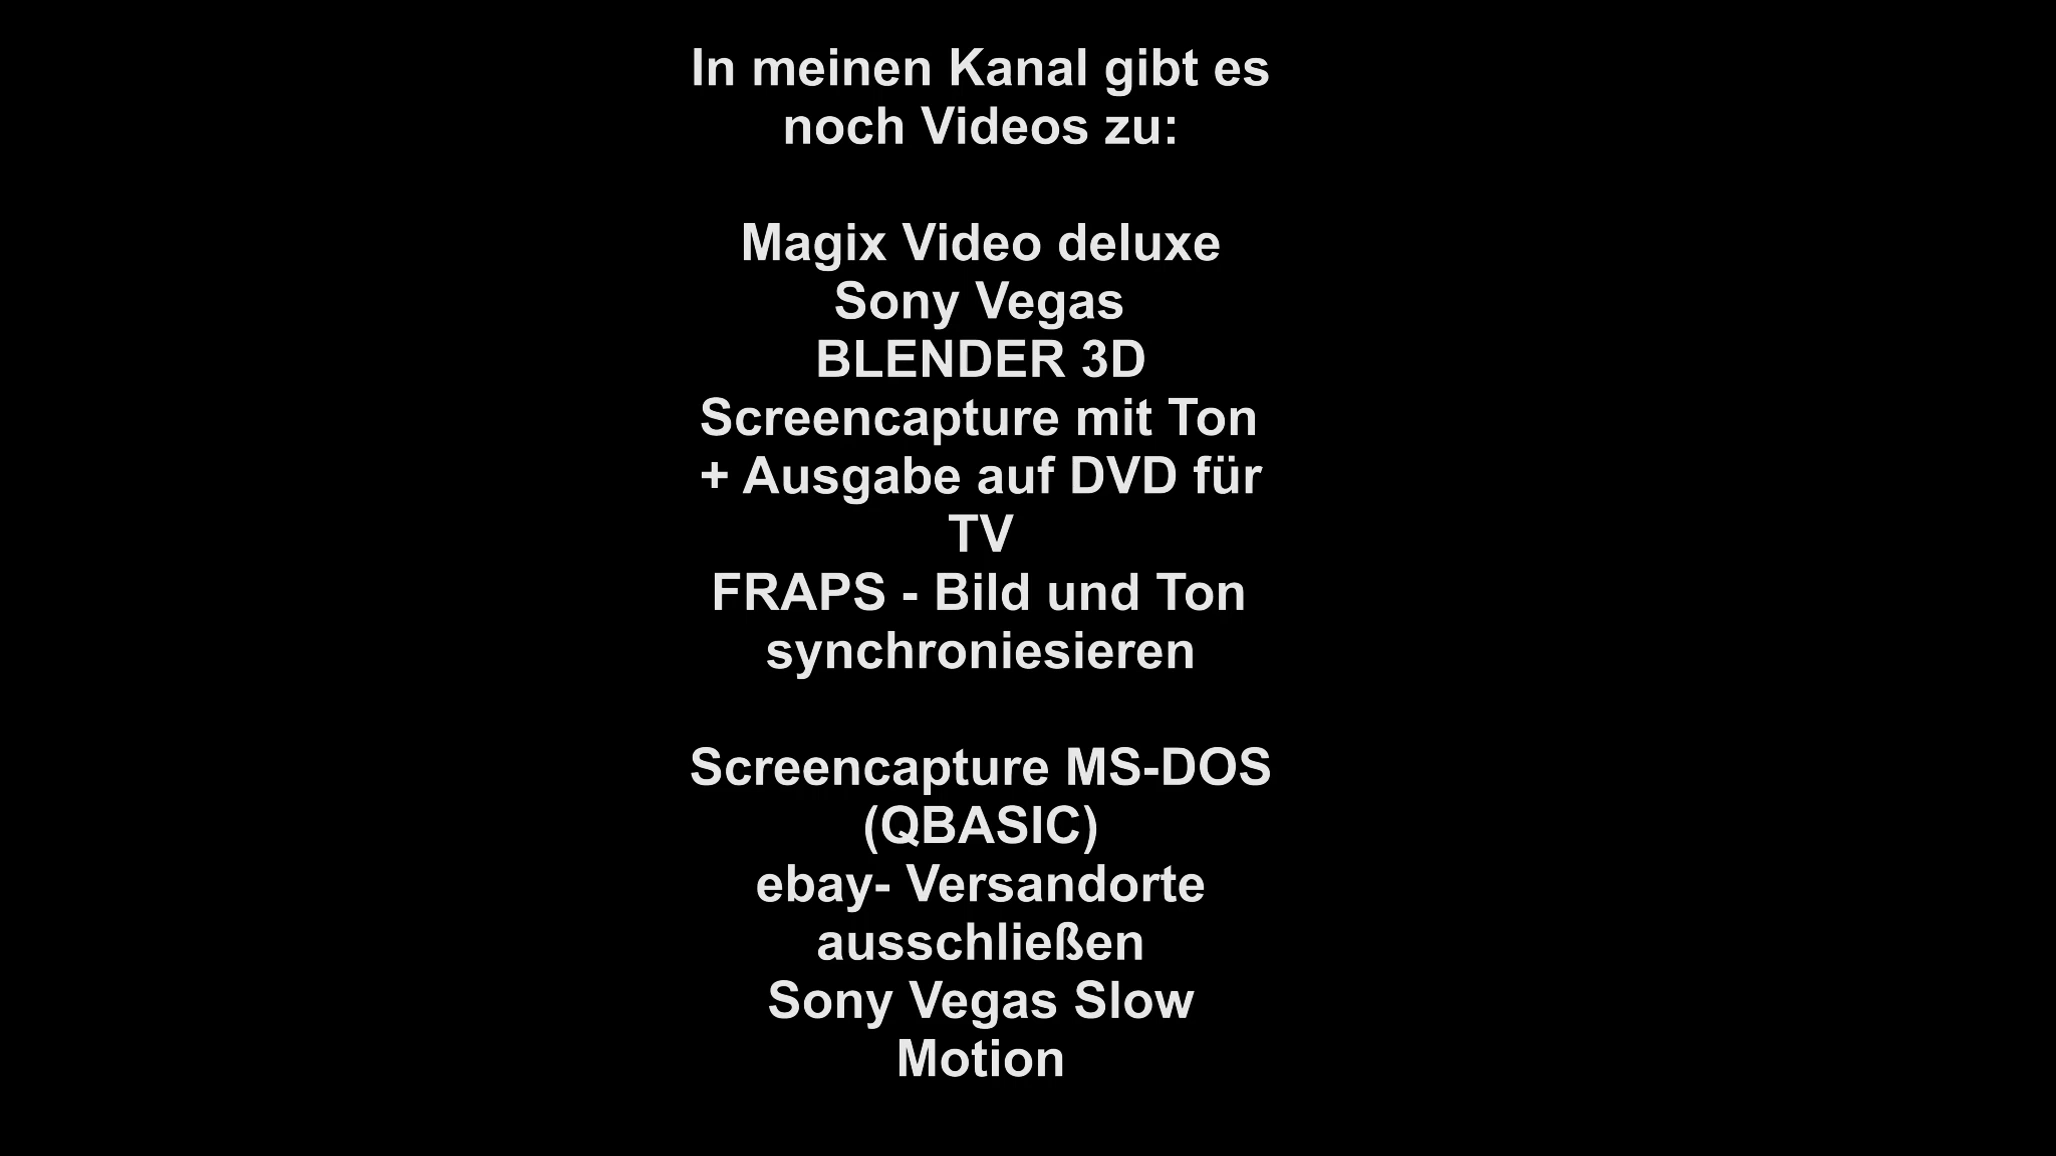 In meinen Kanal gibt es
noch Videos zu:
Magix Video deluxe
Sony Vegas
BLENDER 3D
Screencapture mit Ton
+ Ausgabe auf DVD für
TV
FRAPS - Bild und Ton
synchroniesieren
Screencapture MS-DOS
(QBASIC)
ebay- Versandorte
ausschließen
Sony Vegas Slow
Motion